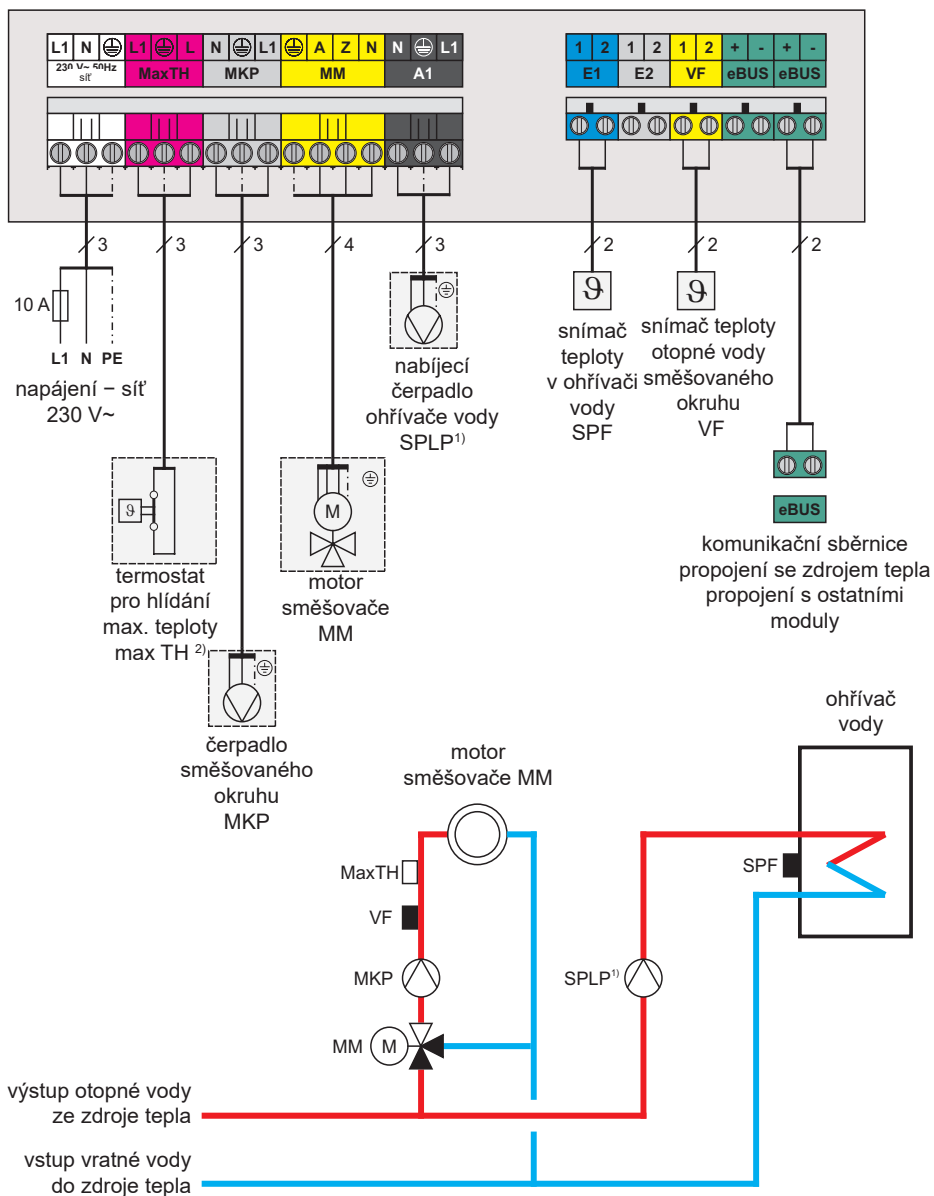 L1 N L1 L N L1 A Z N N L1
230 V~ 50Hz
síť
MaxTH MKP MM A1
1 2 1 2 1 2 + - + -
E1 E2 VF eBUS eBUS
3 3 3 4 3 2 2 2
10 A
L1 N PE
napájení – síť
230 V~
nabíjecí
čerpadlo
ohřívače vody
SPLP1)
ϑ
snímač
teploty
v ohřívači
vody
SPF
ϑ
snímač teploty
otopné vody
směšovaného
okruhu
VF
eBUS
komunikační sběrnice
propojení se zdrojem tepla
propojení s ostatními
moduly
ϑ
termostat
pro hlídání
max. teploty
max TH 2)
M
motor
směšovače
MM
čerpadlo
směšovaného
okruhu
MKP
motor
směšovače MM
ohřívač
vody
MaxTH
VF
MKP
MM M
SPLP1)
SPF
výstup otopné vody
ze zdroje tepla
vstup vratné vody
do zdroje tepla